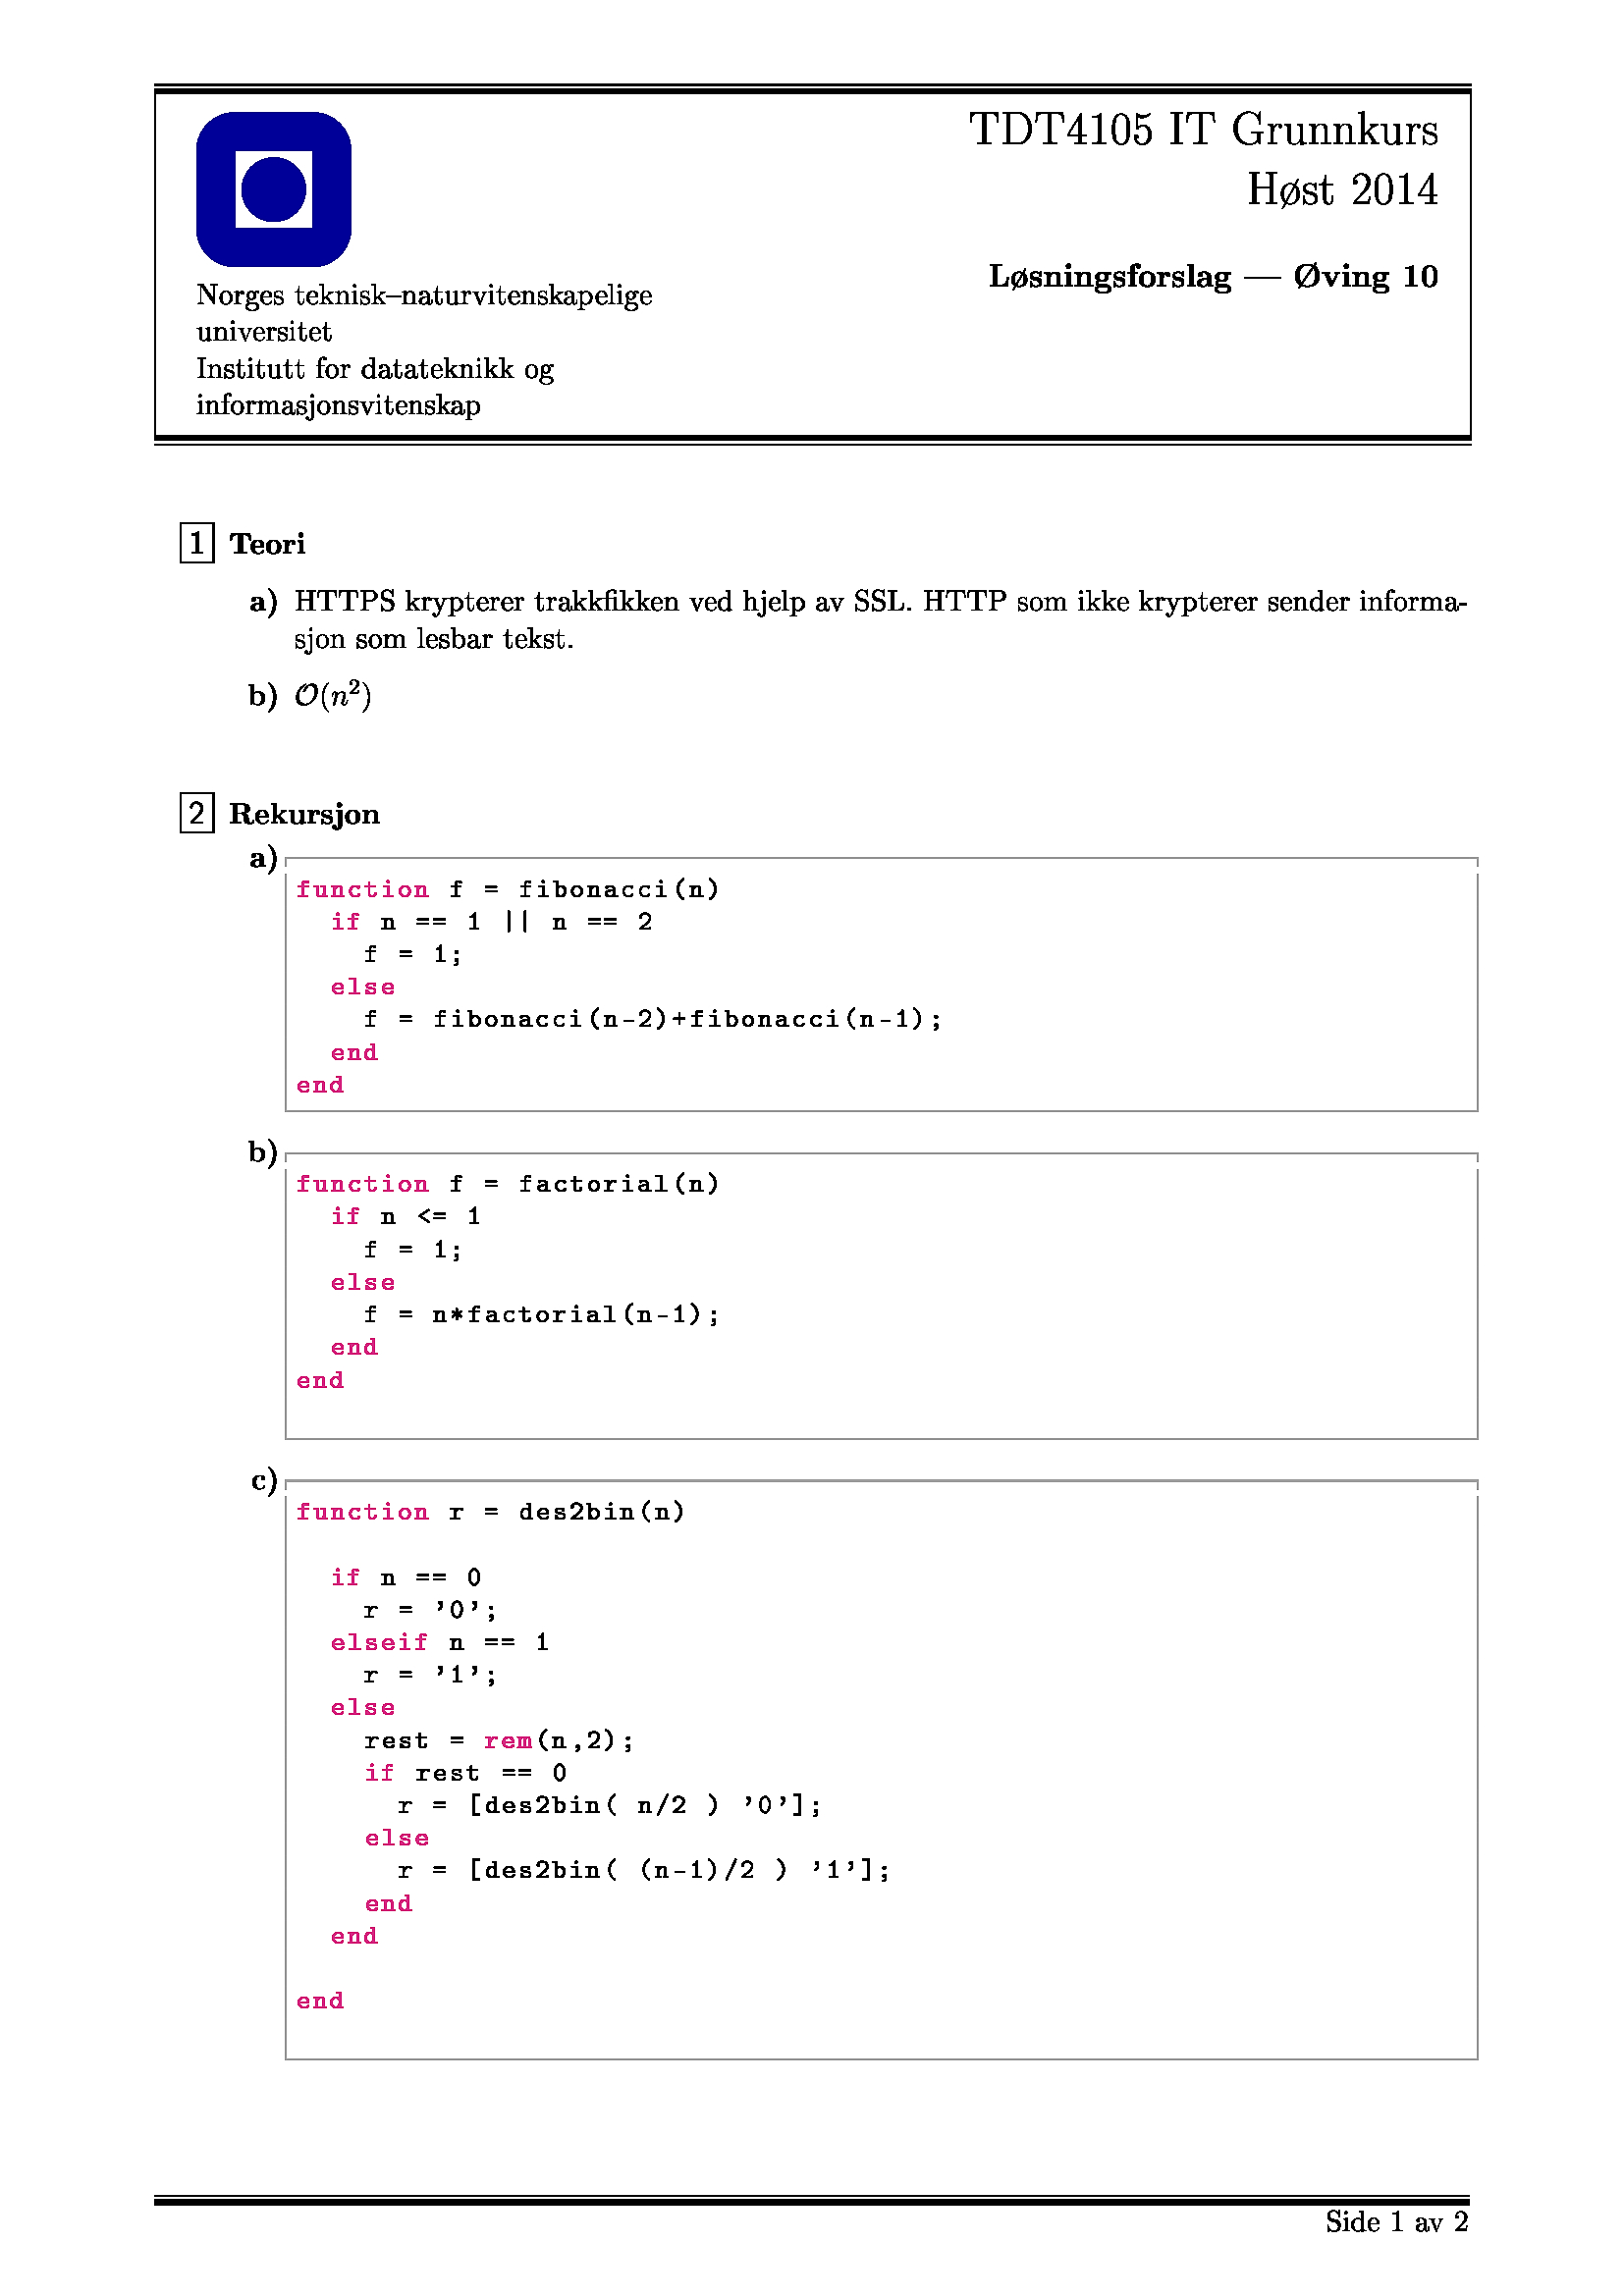 TDT4105 IT Grunnkurs
Høst 2014
Løsningsforslag — Øving 10
Norges teknisk–naturvitenskapelige
universitet
Institutt for datateknikk og
informasjonsvitenskap
1 Teori
a) HTTPS krypterer trakkfikken ved hjelp av SSL. HTTP som ikke krypterer sender informa-
sjon som lesbar tekst.
b) 𝒪(n²)
2 Rekursjon
a)
function f = fibonacci(n)
  if n == 1 || n == 2
    f = 1;
  else
    f = fibonacci(n-2)+fibonacci(n-1);
  end
end
b)
function f = factorial(n)
  if n <= 1
    f = 1;
  else
    f = n*factorial(n-1);
  end
end
c)
function r = des2bin(n)
  if n == 0
    r = '0';
  elseif n == 1
    r = '1';
  else
    rest = rem(n,2);
    if rest == 0
      r = [des2bin( n/2 ) '0'];
    else
      r = [des2bin( (n-1)/2 ) '1'];
    end
  end
end
Side 1 av 2